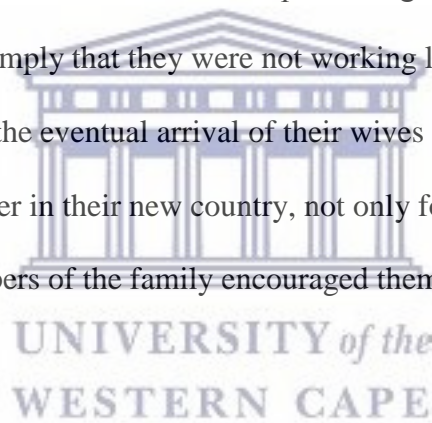 mply that they were not working l
the eventual arrival of their wives
er in their new country, not only fo
bers of the family encouraged them
UNIVERSITY of the
WESTERN CAPE